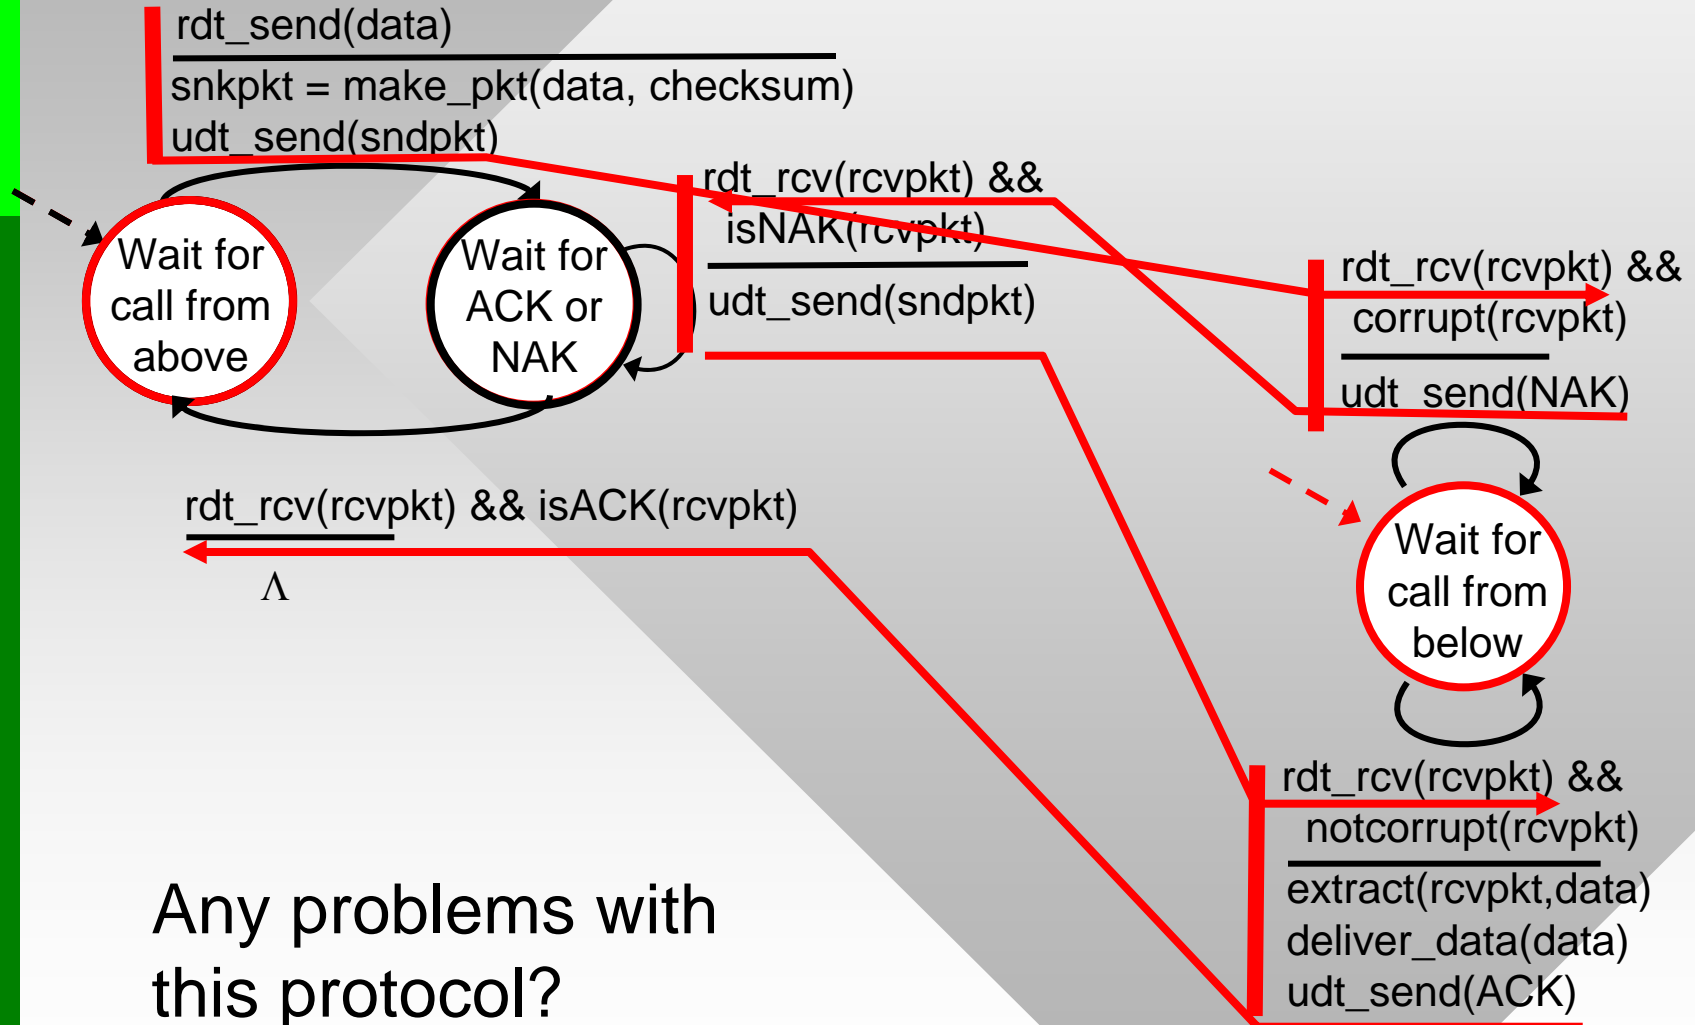 rdt_send(data)
snkpkt = make_pkt(data, checksum)
udt_send(sndpkt)
rdt_rcv(rcvpkt) &&
isNAK(rcvpkt)
udt_send(sndpkt)
Wait for
call from
above
Wait for
ACK or
NAK
rdt_rcv(rcvpkt) &&
corrupt(rcvpkt)
udt_send(NAK)
rdt_rcv(rcvpkt) && isACK(rcvpkt)
Λ
Wait for
call from
below
rdt_rcv(rcvpkt) &&
notcorrupt(rcvpkt)
extract(rcvpkt,data)
deliver_data(data)
udt_send(ACK)
Any problems with
this protocol?